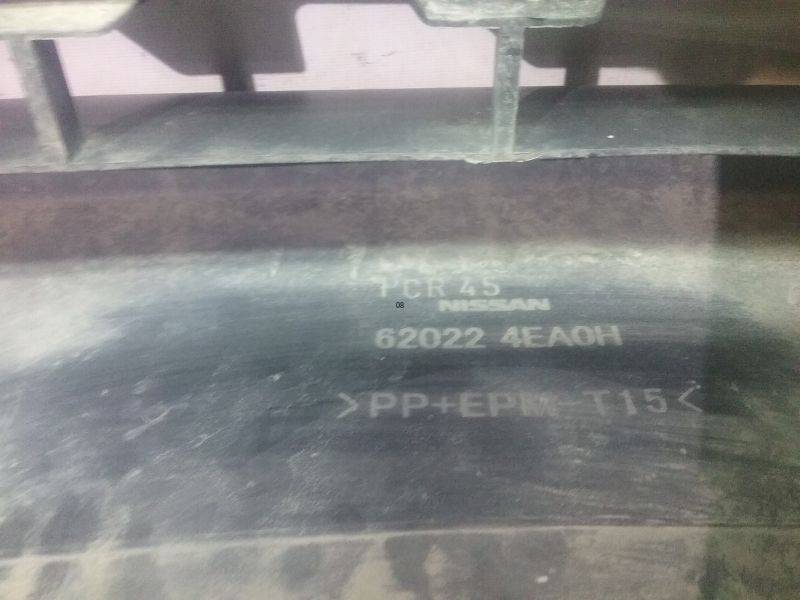 PCR 45
NISSAN
08
62022 4EA0H
>PP+EPM-T15<